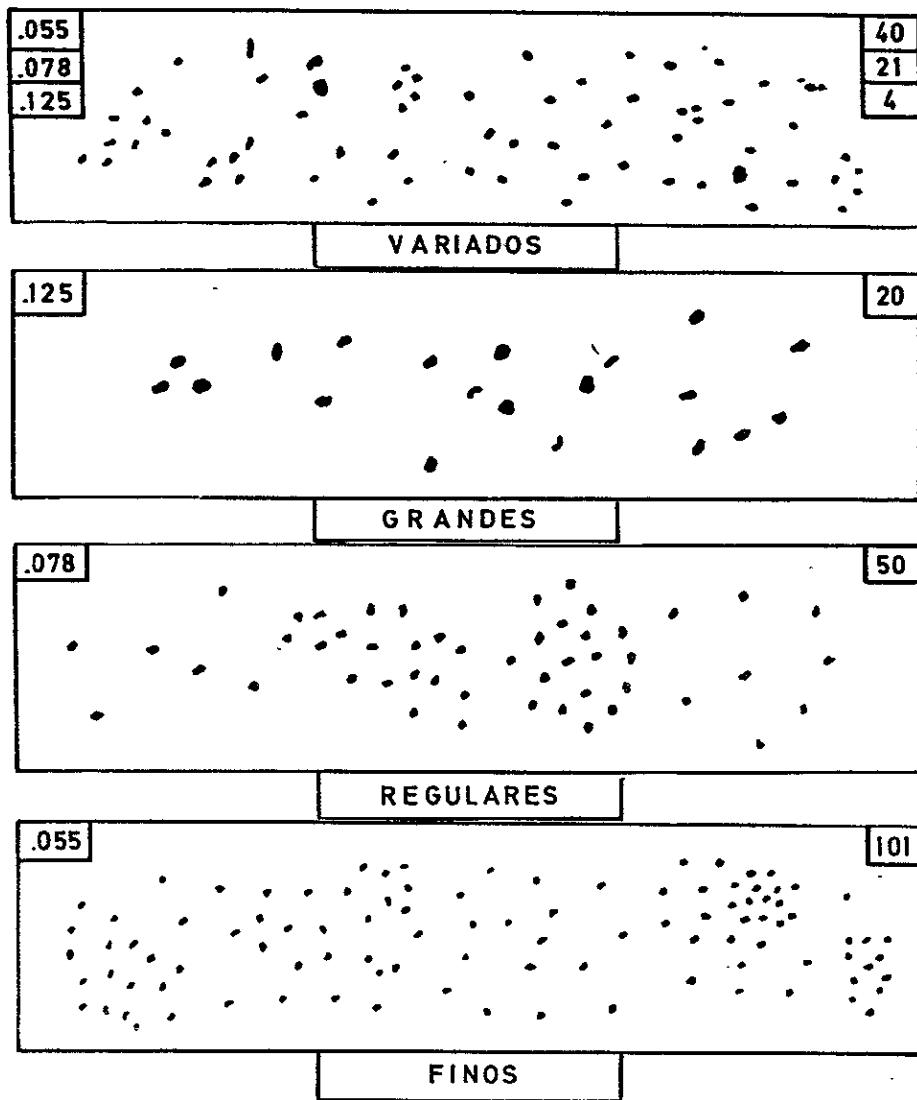 .055 40
.078 21
.125 4
VARIADOS
.125 20
GRANDES
.078 50
REGULARES
.055 101
FINOS